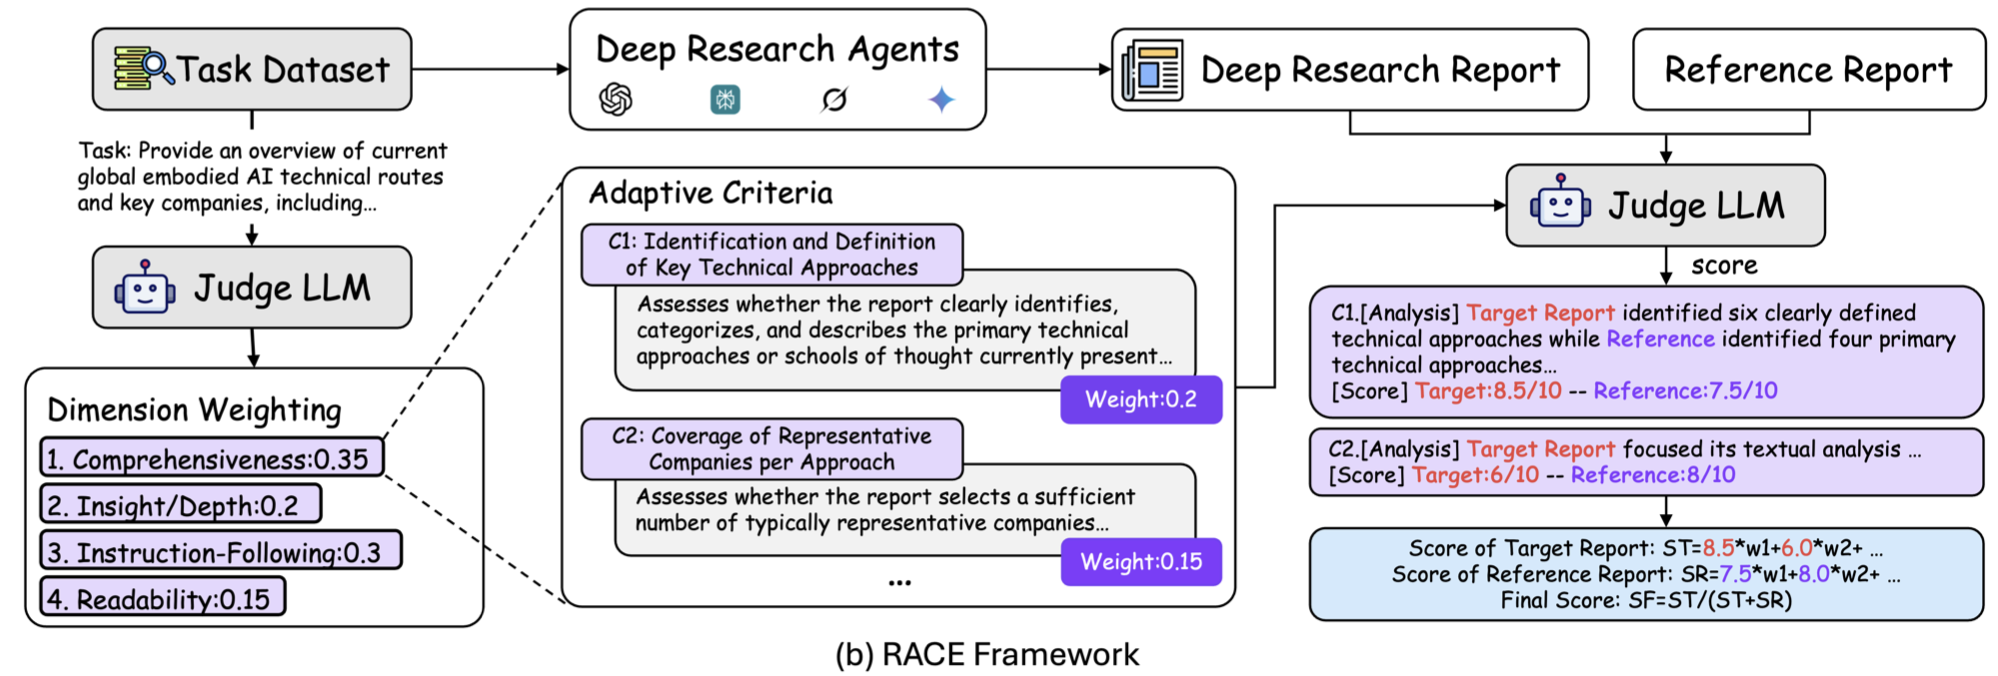 Task Dataset
Deep Research Agents
Deep Research Report
Reference Report
Task: Provide an overview of current
global embodied AI technical routes
and key companies, including...
Judge LLM
Dimension Weighting
1. Comprehensiveness:0.35
2. Insight/Depth:0.2
3. Instruction-Following:0.3
4. Readability:0.15
Adaptive Criteria
C1: Identification and Definition
of Key Technical Approaches
Assesses whether the report clearly identifies,
categorizes, and describes the primary technical
approaches or schools of thought currently present...
Weight:0.2
C2: Coverage of Representative
Companies per Approach
Assesses whether the report selects a sufficient
number of typically representative companies...
Weight:0.15
...
Judge LLM
score
C1.[Analysis] Target Report identified six clearly defined
technical approaches while Reference identified four primary
technical approaches...
[Score] Target:8.5/10 -- Reference:7.5/10
C2.[Analysis] Target Report focused its textual analysis ...
[Score] Target:6/10 -- Reference:8/10
Score of Target Report: ST=8.5*w1+6.0*w2+ ...
Score of Reference Report: SR=7.5*w1+8.0*w2+ ...
Final Score: SF=ST/(ST+SR)
(b) RACE Framework